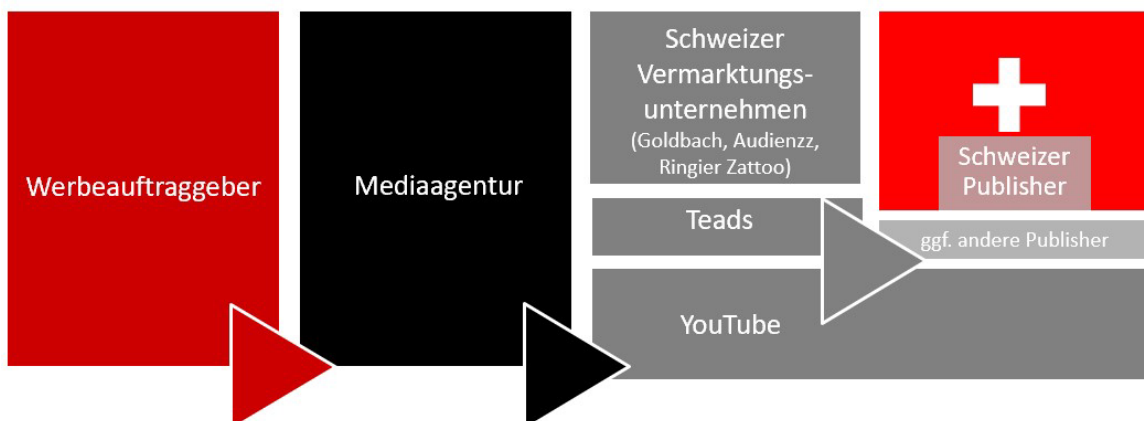 Werbeauftraggeber
Mediaagentur
Schweizer
Vermarktungs-
unternehmen
(Goldbach, Audienzz,
Ringier Zattoo)
Teads
YouTube
Schweizer
Publisher
ggf. andere Publisher